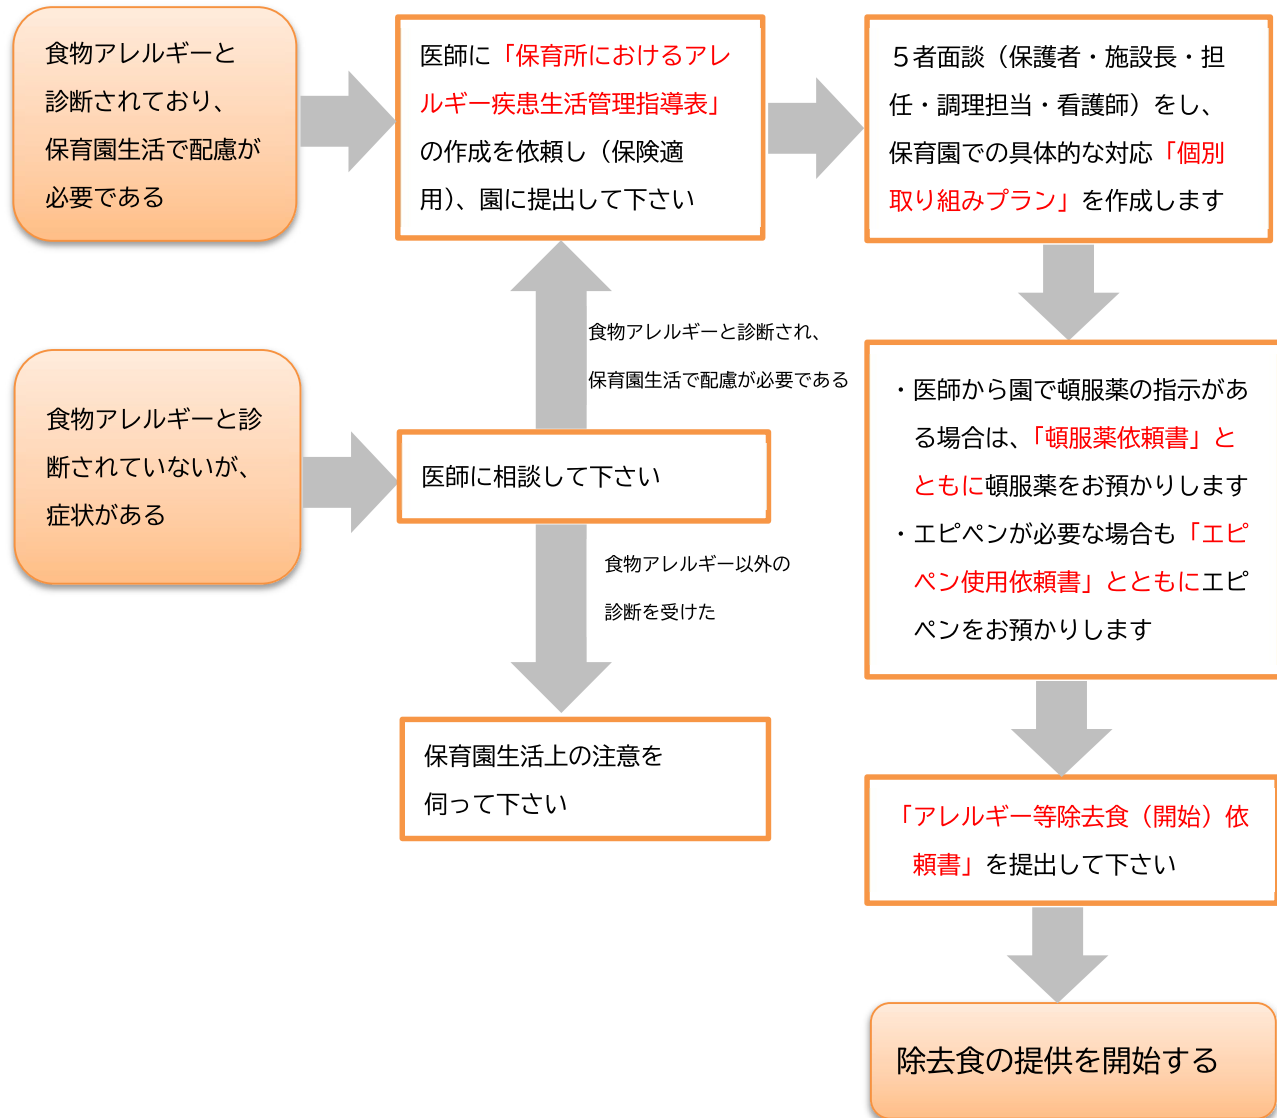 食物アレルギーと
診断されており、
保育園生活で配慮が
必要である
医師に「保育所におけるアレ
ルギー疾患生活管理指導表」
の作成を依頼し（保険適
用）、園に提出して下さい
５者面談（保護者・施設長・担
任・調理担当・看護師）をし、
保育園での具体的な対応「個別
取り組みプラン」を作成します
食物アレルギーと診断され、
保育園生活で配慮が必要である
食物アレルギーと診
断されていないが、
症状がある
医師に相談して下さい
食物アレルギー以外の
診断を受けた
保育園生活上の注意を
伺って下さい
・医師から園で頓服薬の指示があ
る場合は、「頓服薬依頼書」と
ともに頓服薬をお預かりします
・エピペンが必要な場合も「エピ
ペン使用依頼書」とともにエピ
ペンをお預かりします
「アレルギー等除去食（開始）依
頼書」を提出して下さい
除去食の提供を開始する